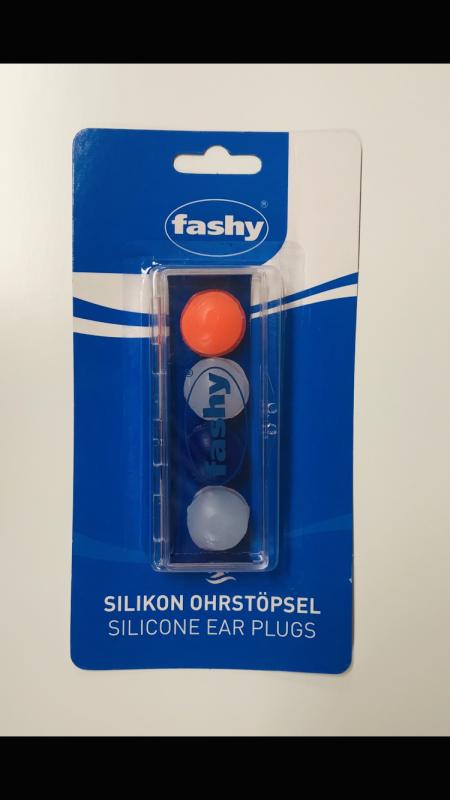 fashy®
fashy®
SILIKON OHRSTÖPSEL
SILICONE EAR PLUGS